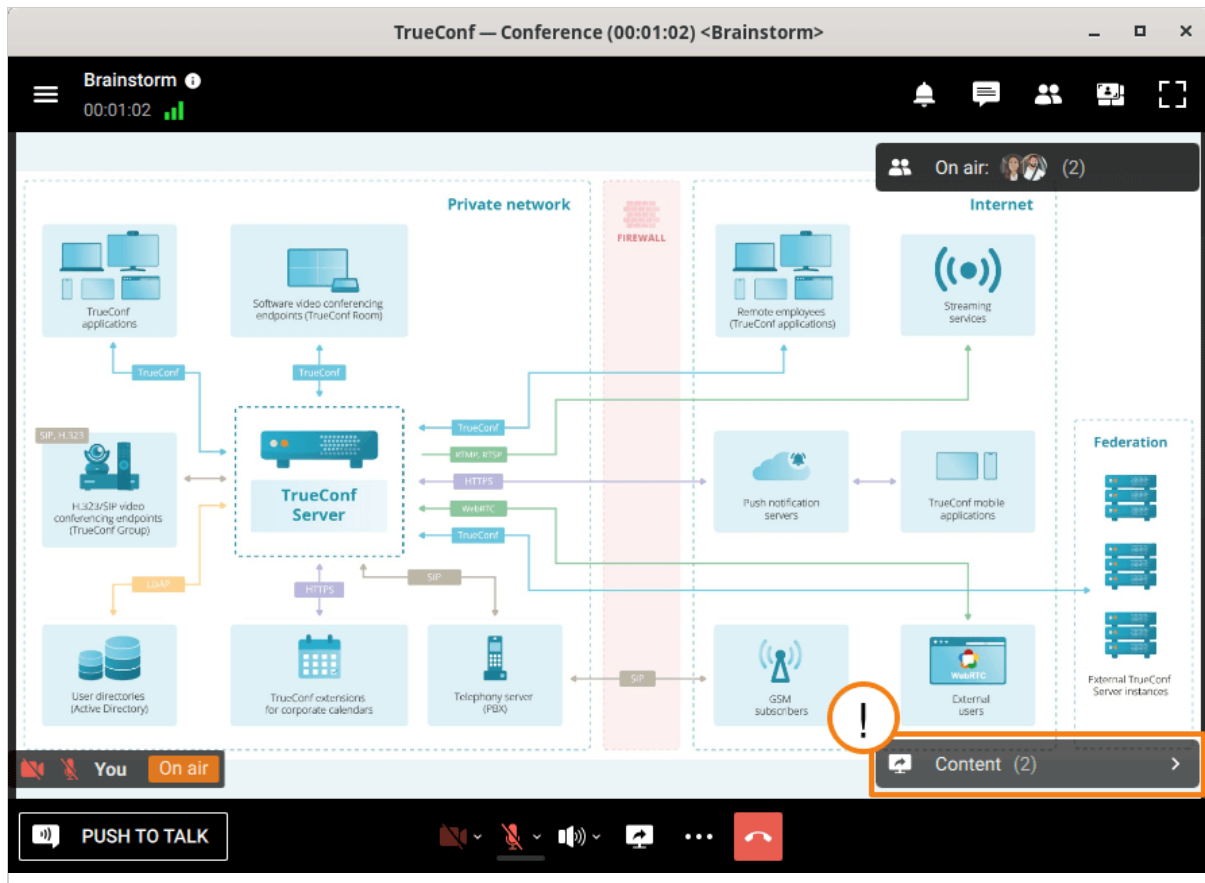 TrueConf — Conference (00:01:02) <Brainstorm>
Brainstorm
00:01:02
On air: (2)
Private network
FIREWALL
Internet
TrueConf
applications
Software video conferencing
endpoints (TrueConf Room)
Remote employees
(TrueConf applications)
Streaming
services
TrueConf
TrueConf
SIP, H.323
H.323/SIP video
conferencing endpoints
(TrueConf Group)
TrueConf
Server
TrueConf
RTMP, RTSP
HTTPS
WebRTC
TrueConf
Push notification
servers
TrueConf mobile
applications
Federation
LDAP
HTTPS
SIP
User directories
(Active Directory)
TrueConf extensions
for corporate calendars
Telephony server
(PBX)
SIP
GSM
subscribers
WebRTC
External
users
External TrueConf
Server instances
!
You
On air
Content (2)
PUSH TO TALK